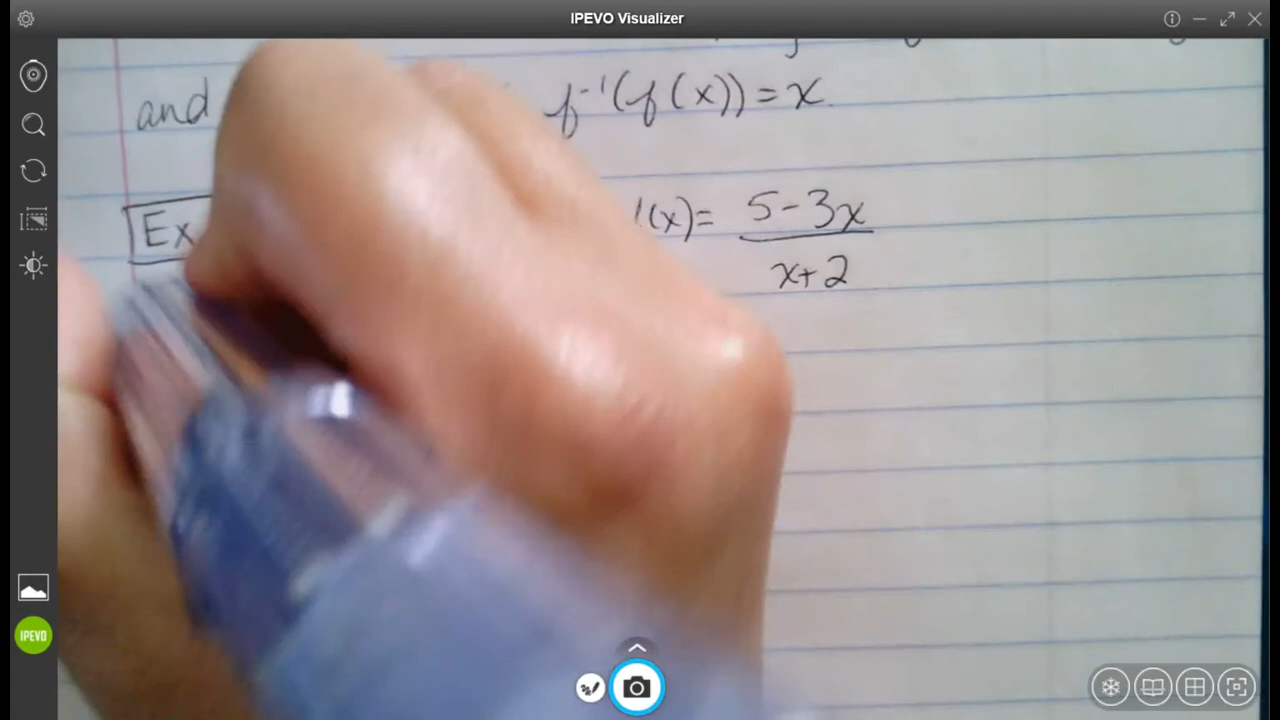 IPEVO Visualizer
and f⁻¹(f(x)) = x.
Ex (x) = 5-3x
x+2
IPEVO